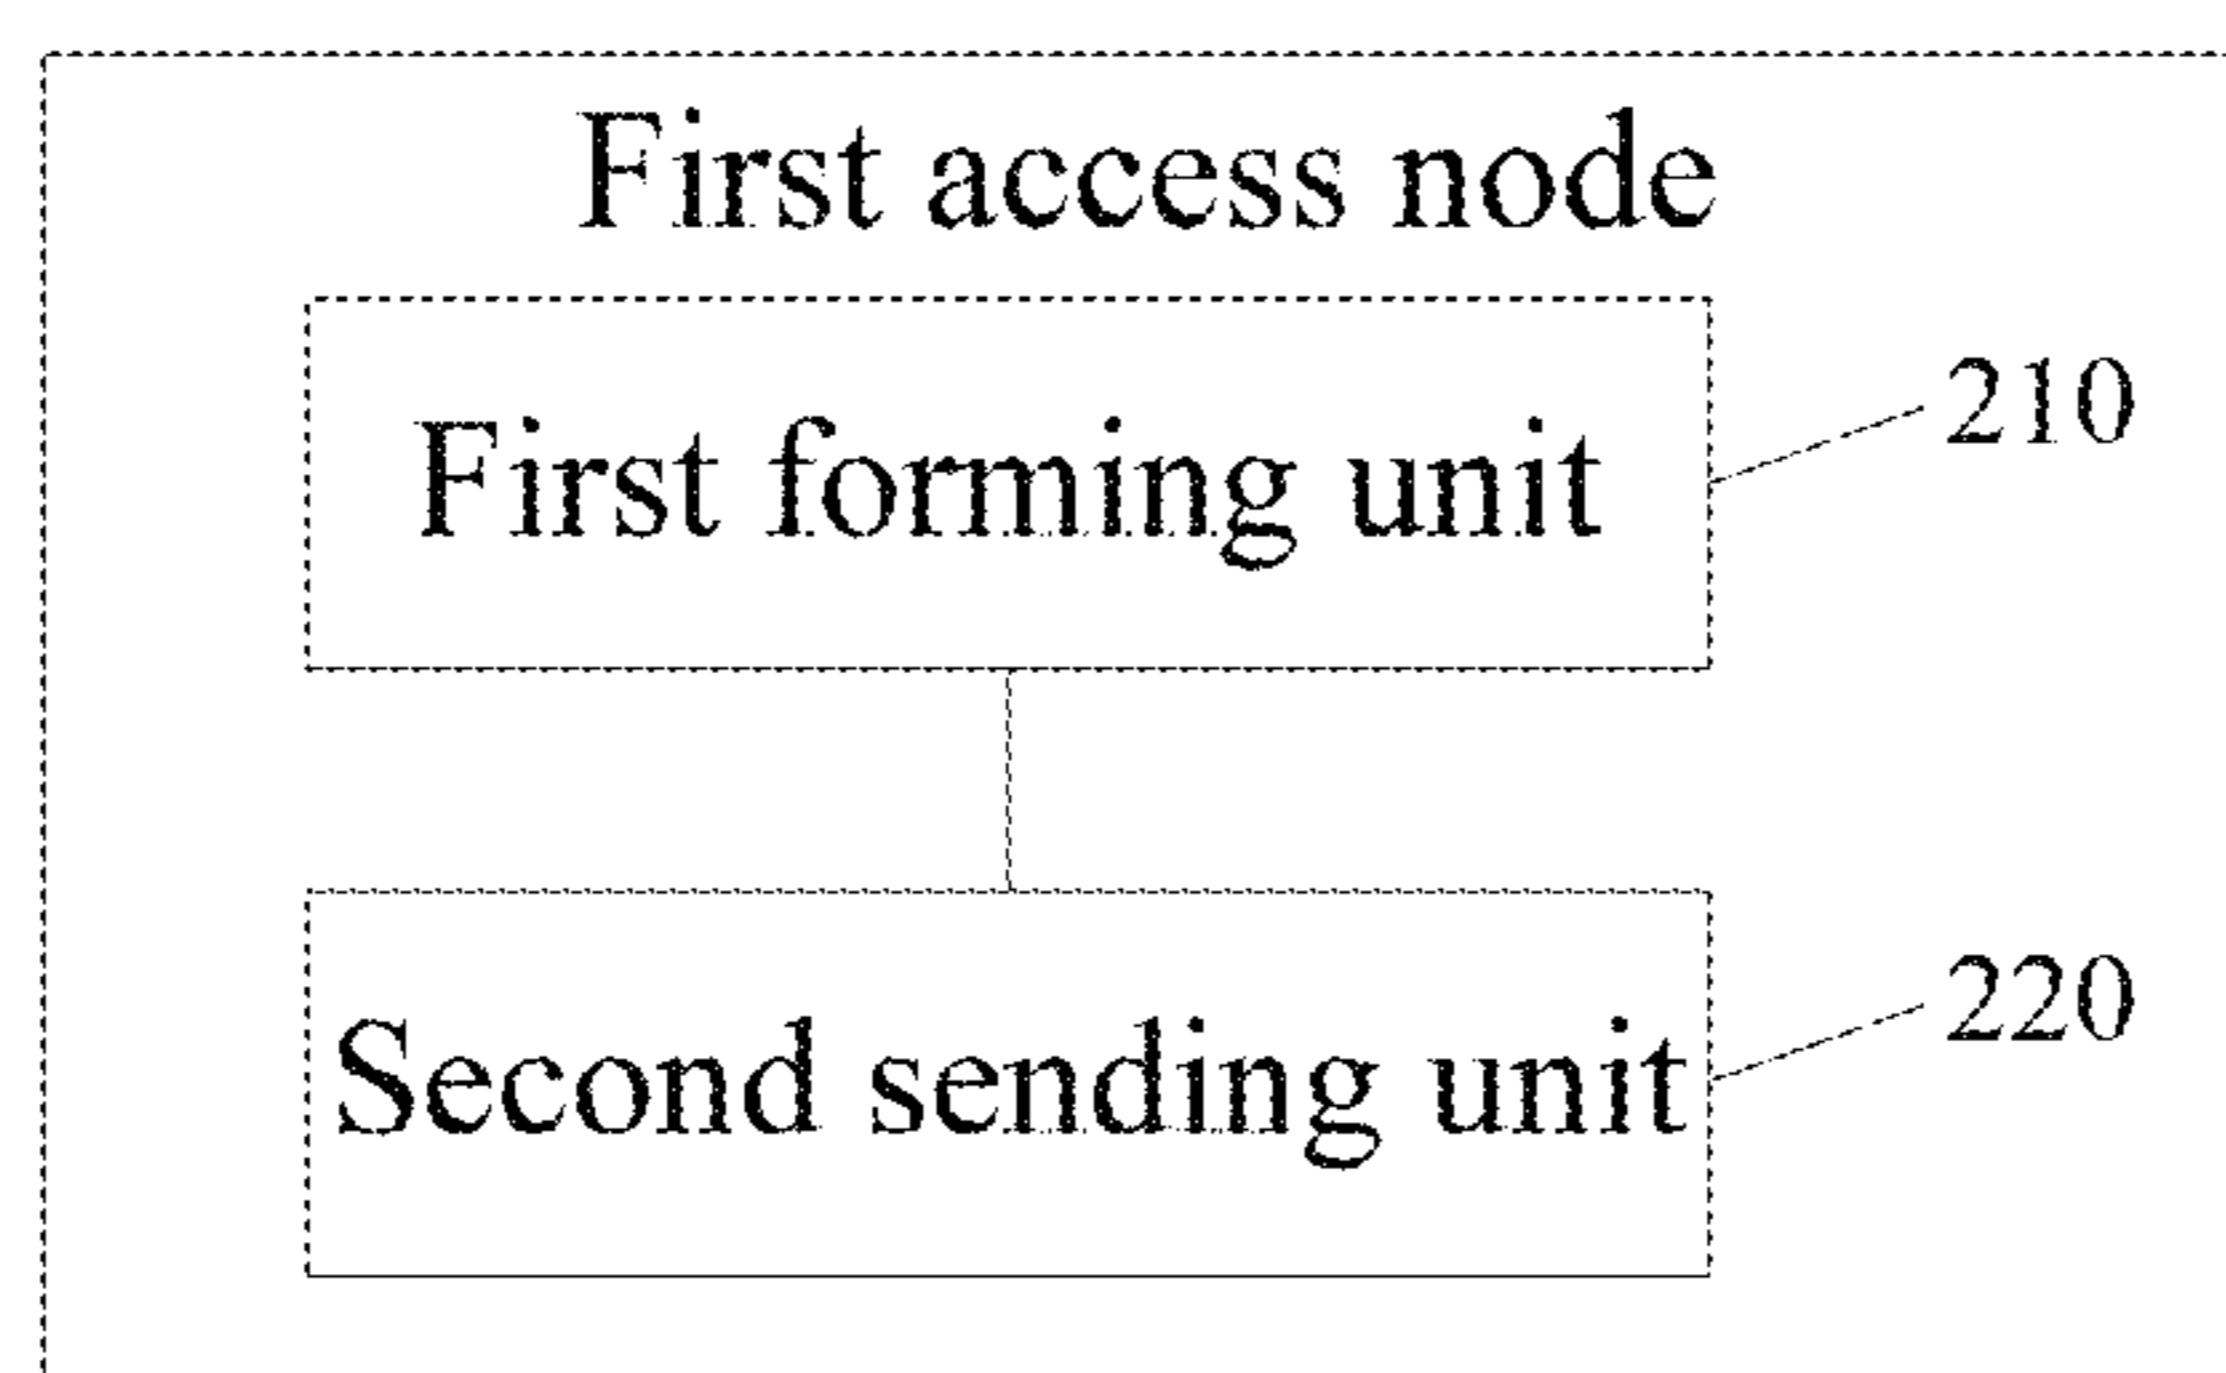 First access node
First forming unit
210
Second sending unit
220